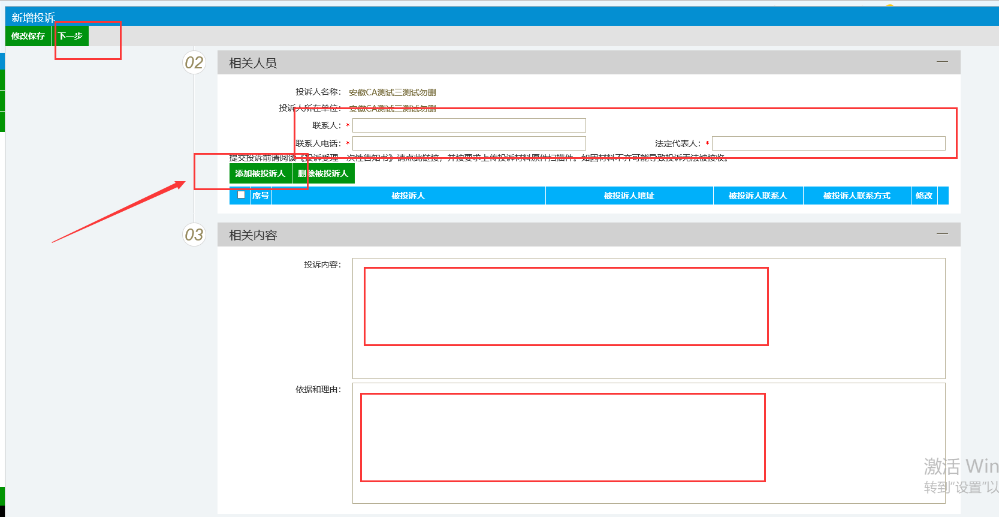 新增投诉
修改保存 下一步
02 相关人员
投诉人名称： 安徽CA测试三测试勿删
投诉人所在单位： 安徽CA测试三测试勿删
联系人：*
联系人电话：* 法定代表人：*
提交投诉前请阅读《投诉受理一次性告知书》请点此链接，并按要求上传投诉材料原件扫描件。如因材料不齐可能导致投诉无法被接收。
添加被投诉人 删除被投诉人
序号 被投诉人 被投诉人地址 被投诉人联系人 被投诉人联系方式 修改
03 相关内容
投诉内容：
依据和理由：
激活 Win
转到“设置”以